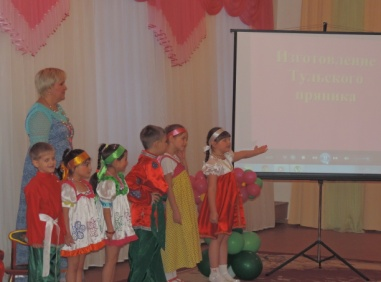 Изготовление
Тульского
пряника